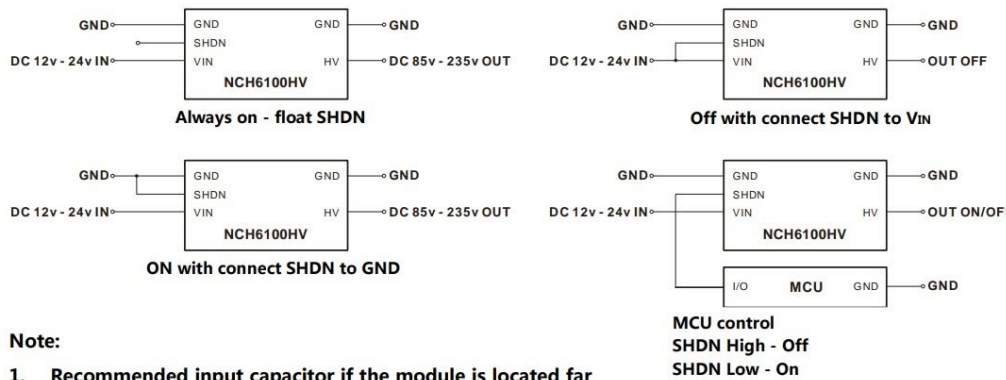 GND GND GND GND
SHDN
DC 12v - 24v IN VIN HV DC 85v - 235v OUT
NCH6100HV
Always on - float SHDN
GND GND GND GND
SHDN
DC 12v - 24v IN VIN HV OUT OFF
NCH6100HV
Off with connect SHDN to VIN
GND GND GND GND
SHDN
DC 12v - 24v IN VIN HV DC 85v - 235v OUT
NCH6100HV
ON with connect SHDN to GND
GND GND GND GND
SHDN
DC 12v - 24v IN VIN HV OUT ON/OF
NCH6100HV
I/O MCU GND GND
MCU control
SHDN High - Off
SHDN Low - On
Note:
1. Recommended input capacitor if the module is located far